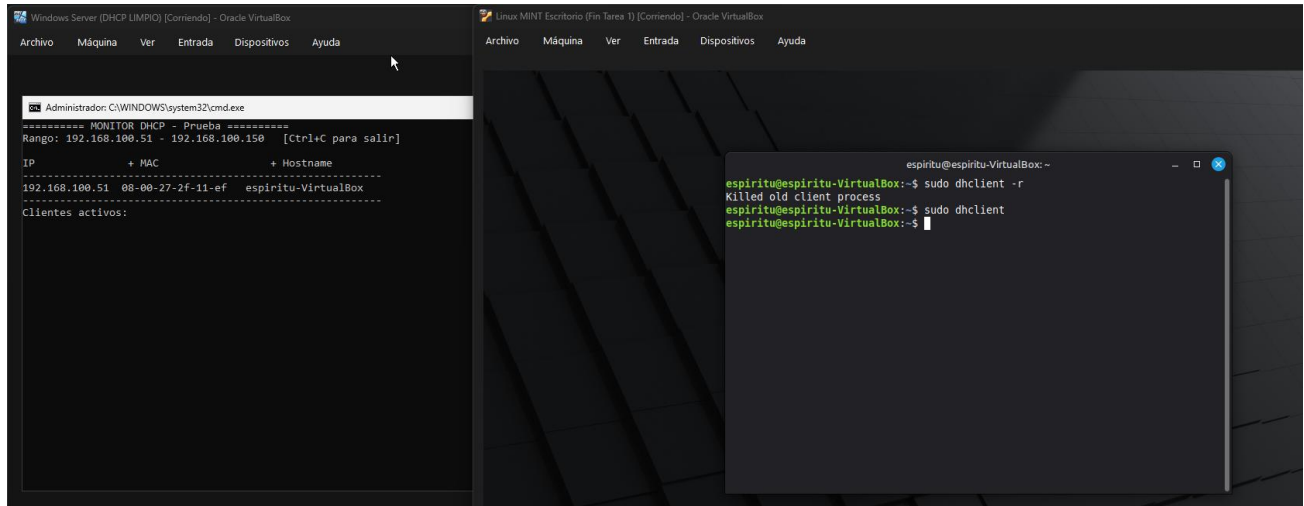 Windows Server (DHCP LIMPIO) [Corriendo] - Oracle VirtualBox
Archivo Máquina Ver Entrada Dispositivos Ayuda
Administrador: C:\WINDOWS\system32\cmd.exe
========== MONITOR DHCP - Prueba ==========
Rango: 192.168.100.51 - 192.168.100.150 [Ctrl+C para salir]
IP + MAC + Hostname
------------------------------------------------------------
192.168.100.51 08-00-27-2f-11-ef espiritu-VirtualBox
------------------------------------------------------------
Clientes activos:
Linux MINT Escritorio (Fin Tarea 1) [Corriendo] - Oracle VirtualBox
Archivo Máquina Ver Entrada Dispositivos Ayuda
espiritu@espiritu-VirtualBox: ~
espiritu@espiritu-VirtualBox:~$ sudo dhclient -r
Killed old client process
espiritu@espiritu-VirtualBox:~$ sudo dhclient
espiritu@espiritu-VirtualBox:~$